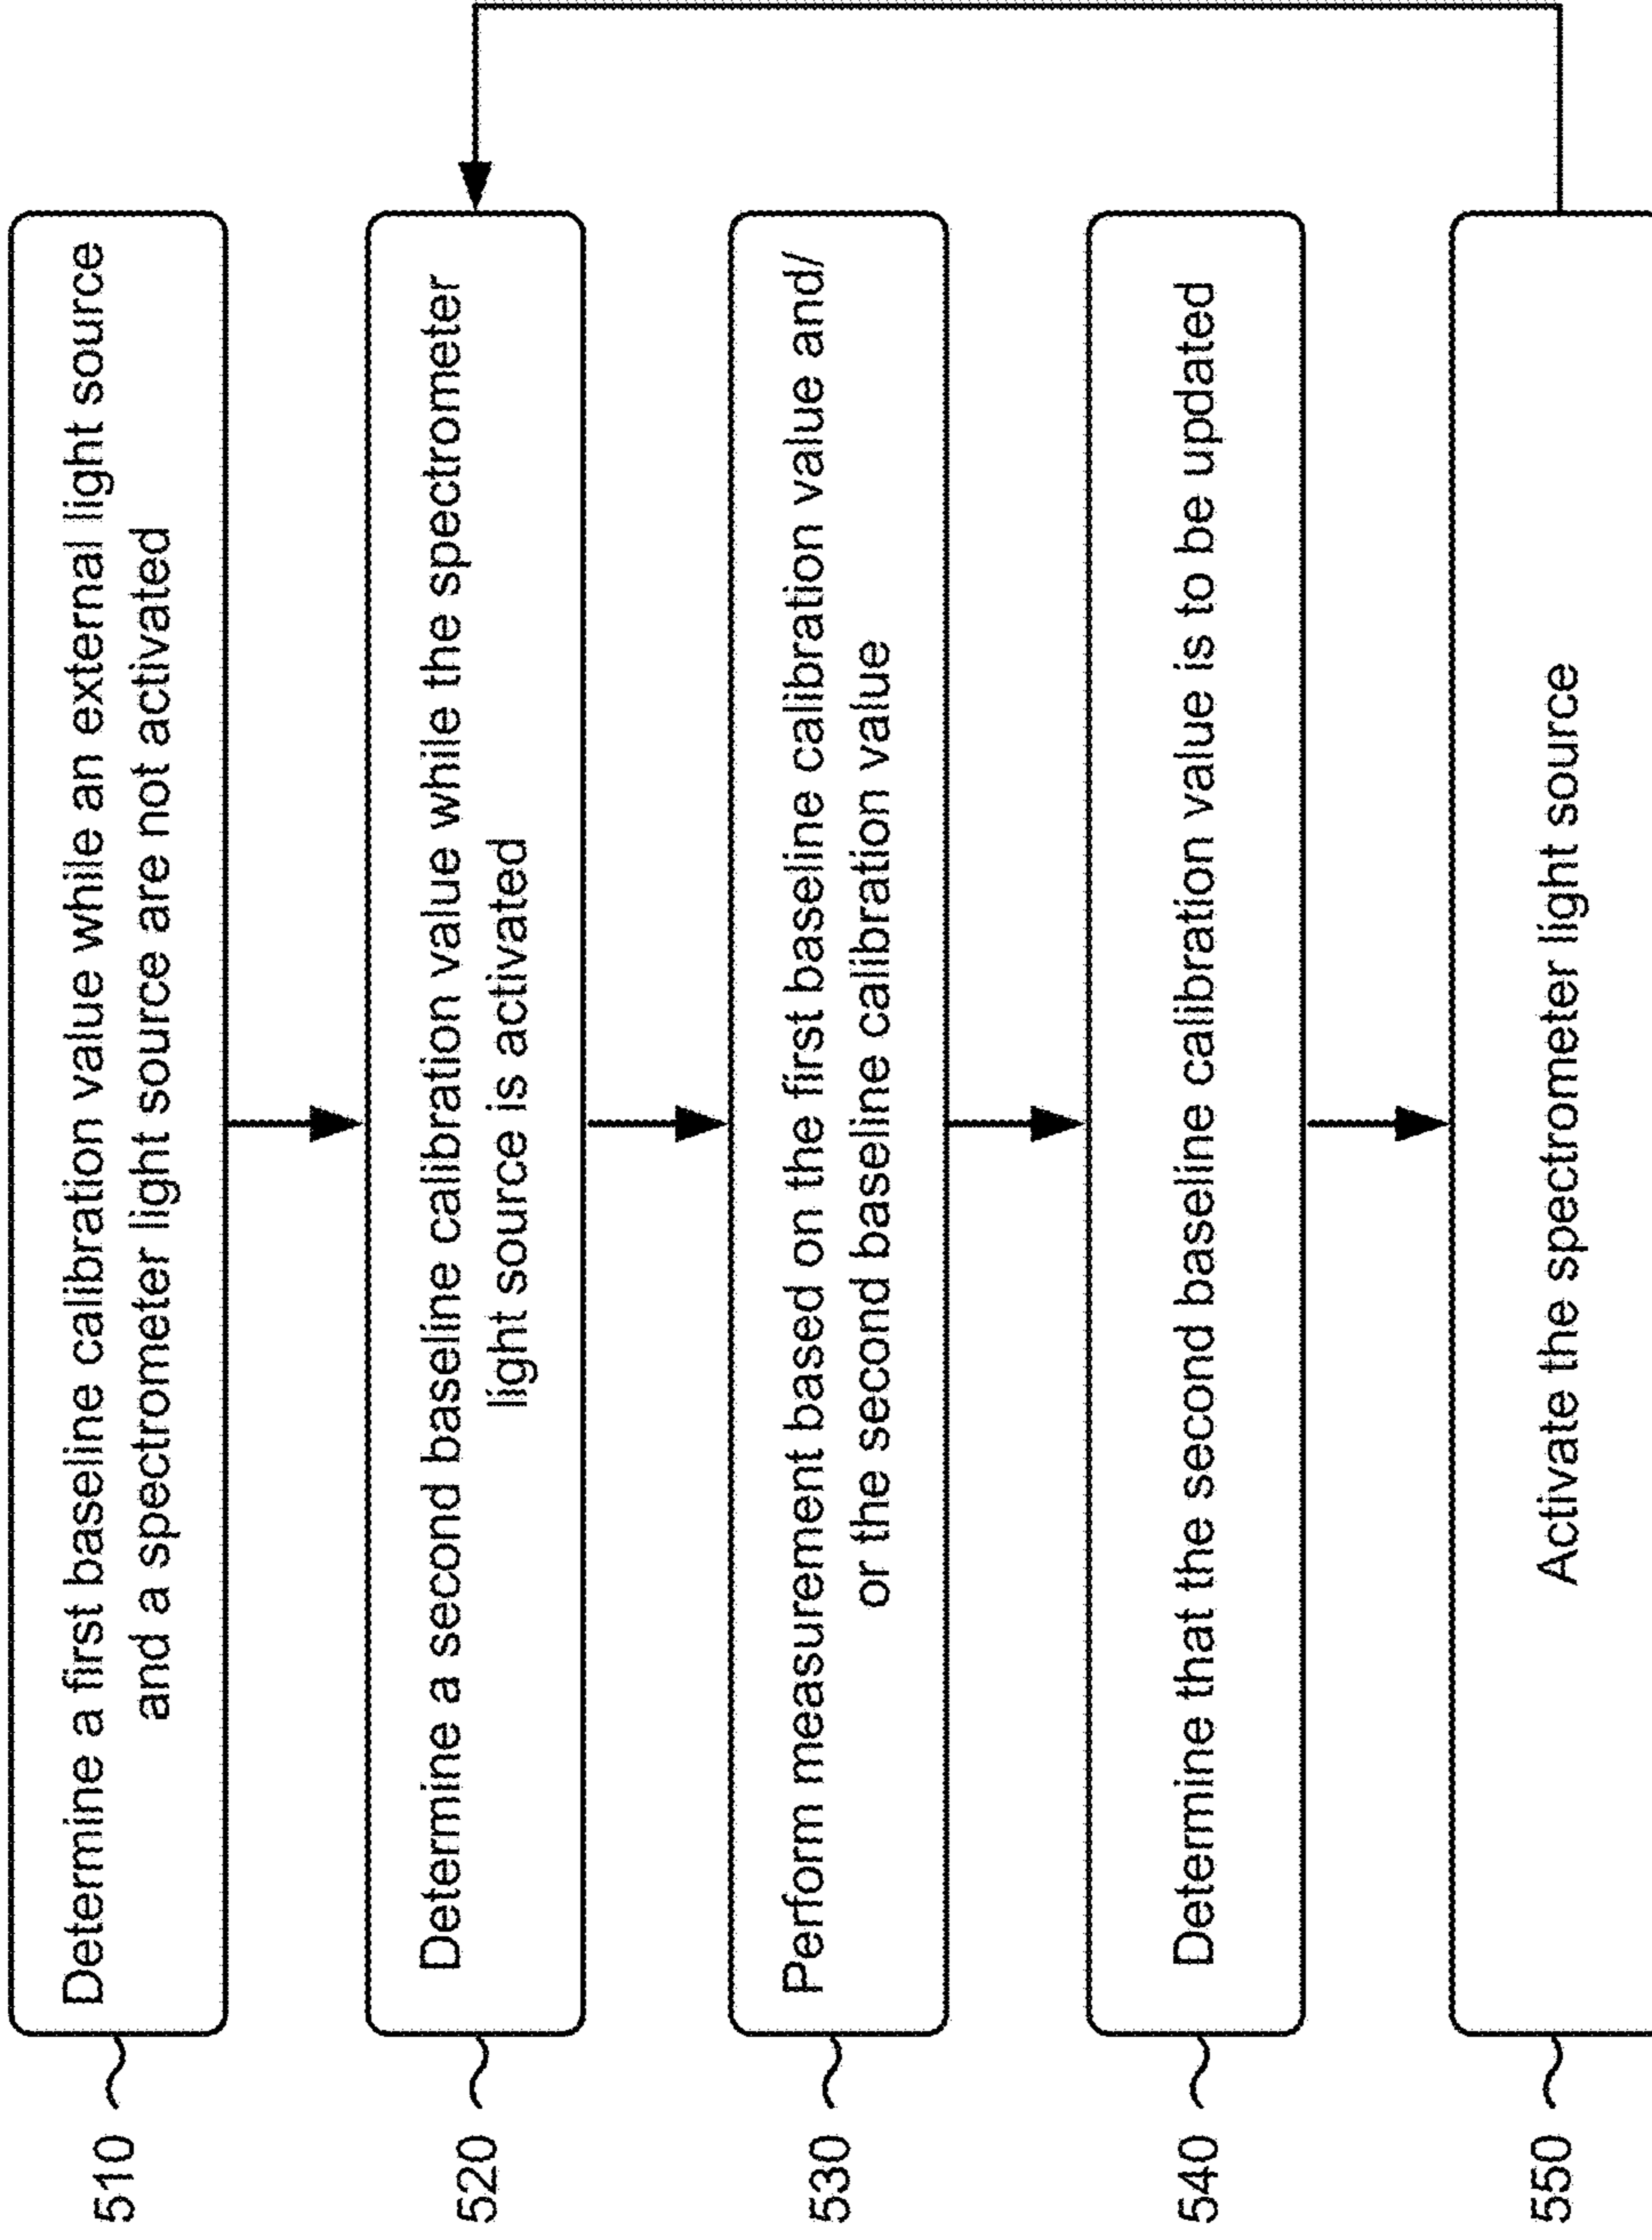 510
Determine a first baseline calibration value while an external light source
and a spectrometer light source are not activated
520
Determine a second baseline calibration value while the spectrometer
light source is activated
530
Perform measurement based on the first baseline calibration value and/
or the second baseline calibration value
540
Determine that the second baseline calibration value is to be updated
550
Activate the spectrometer light source